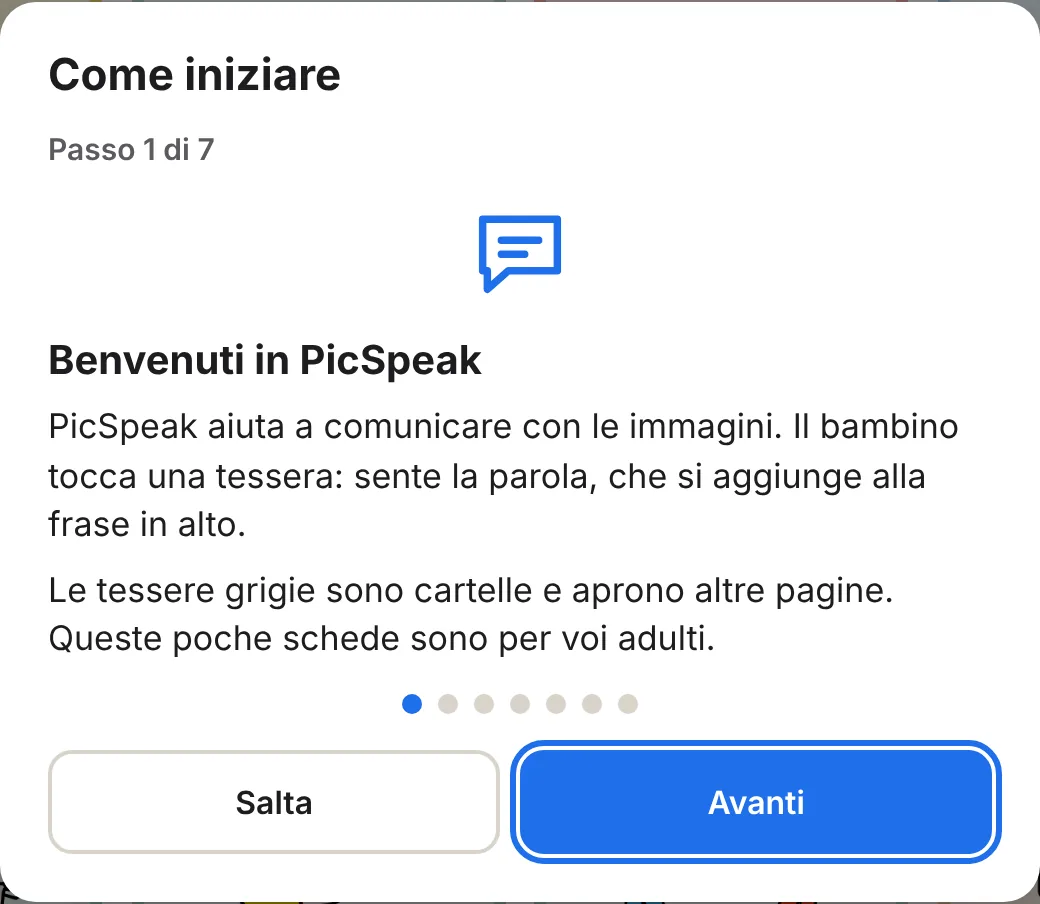 Come iniziare
Passo 1 di 7
Benvenuti in PicSpeak
PicSpeak aiuta a comunicare con le immagini. Il bambino
tocca una tessera: sente la parola, che si aggiunge alla
frase in alto.
Le tessere grigie sono cartelle e aprono altre pagine.
Queste poche schede sono per voi adulti.
Salta
Avanti